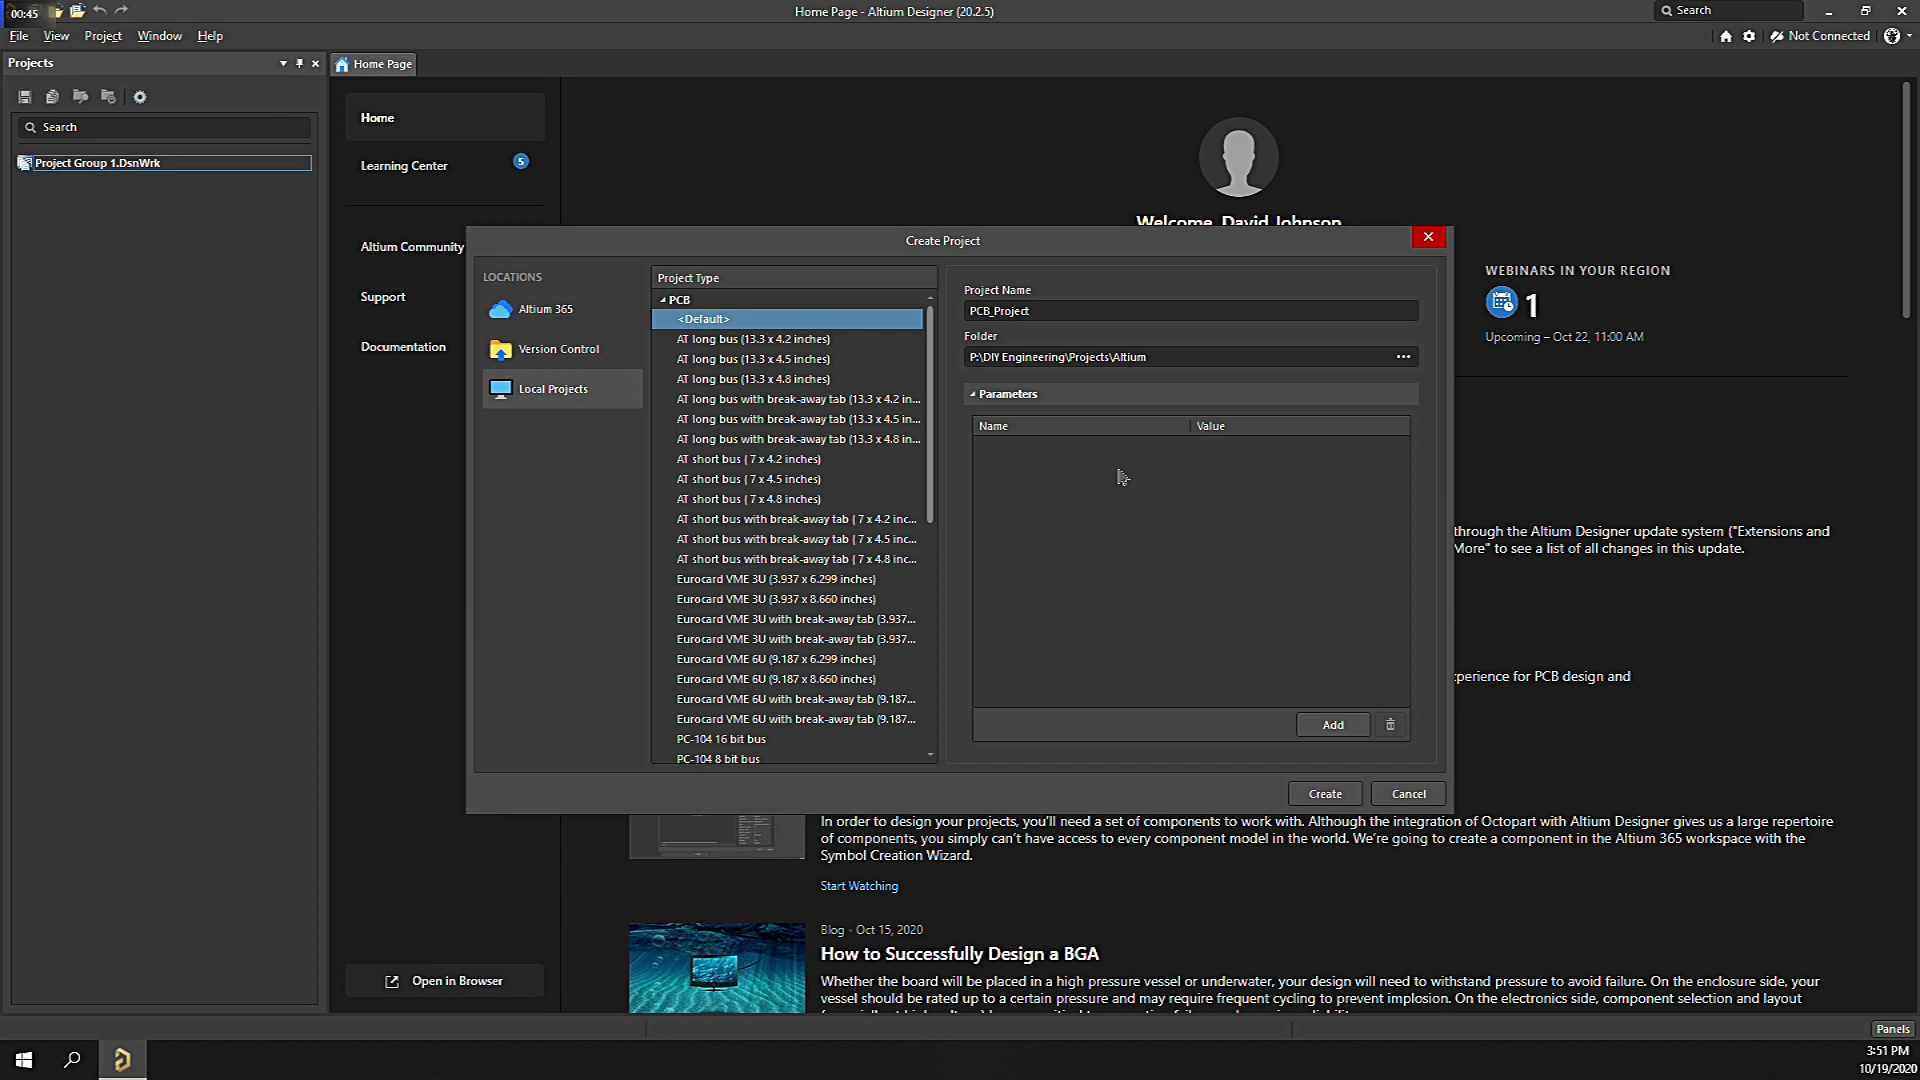 00:45
Home Page - Altium Designer (20.2.5)
Search
File View Project Window Help
Not Connected
Projects
Home Page
Search
Project Group 1.DsnWrk
Home
Learning Center 5
Altium Community
Support
Documentation
Open in Browser
Welcome, David Johnson
WEBINARS IN YOUR REGION
1
Upcoming – Oct 22, 11:00 AM
Create Project
LOCATIONS
Altium 365
Version Control
Local Projects
Project Type
PCB
<Default>
AT long bus (13.3 x 4.2 inches)
AT long bus (13.3 x 4.5 inches)
AT long bus (13.3 x 4.8 inches)
AT long bus with break-away tab (13.3 x 4.2 in...
AT long bus with break-away tab (13.3 x 4.5 in...
AT long bus with break-away tab (13.3 x 4.8 in...
AT short bus ( 7 x 4.2 inches)
AT short bus ( 7 x 4.5 inches)
AT short bus ( 7 x 4.8 inches)
AT short bus with break-away tab ( 7 x 4.2 inc...
AT short bus with break-away tab ( 7 x 4.5 inc...
AT short bus with break-away tab ( 7 x 4.8 inc...
Eurocard VME 3U (3.937 x 6.299 inches)
Eurocard VME 3U (3.937 x 8.660 inches)
Eurocard VME 3U with break-away tab (3.937...
Eurocard VME 3U with break-away tab (3.937...
Eurocard VME 6U (9.187 x 6.299 inches)
Eurocard VME 6U (9.187 x 8.660 inches)
Eurocard VME 6U with break-away tab (9.187...
Eurocard VME 6U with break-away tab (9.187...
PC-104 16 bit bus
PC-104 8 bit bus
Project Name
PCB_Project
Folder
P:\DIY Engineering\Projects\Altium
Parameters
Name Value
Add
Create Cancel
through the Altium Designer update system ("Extensions and
More" to see a list of all changes in this update.
perience for PCB design and
In order to design your projects, you'll need a set of components to work with. Although the integration of Octopart with Altium Designer gives us a large repertoire
of components, you simply can't have access to every component model in the world. We're going to create a component in the Altium 365 workspace with the
Symbol Creation Wizard.
Start Watching
Blog · Oct 15, 2020
How to Successfully Design a BGA
Whether the board will be placed in a high pressure vessel or underwater, your design will need to withstand pressure to avoid failure. On the enclosure side, your
vessel should be rated up to a certain pressure and may require frequent cycling to prevent implosion. On the electronics side, component selection and layout
Panels
3:51 PM
10/19/2020